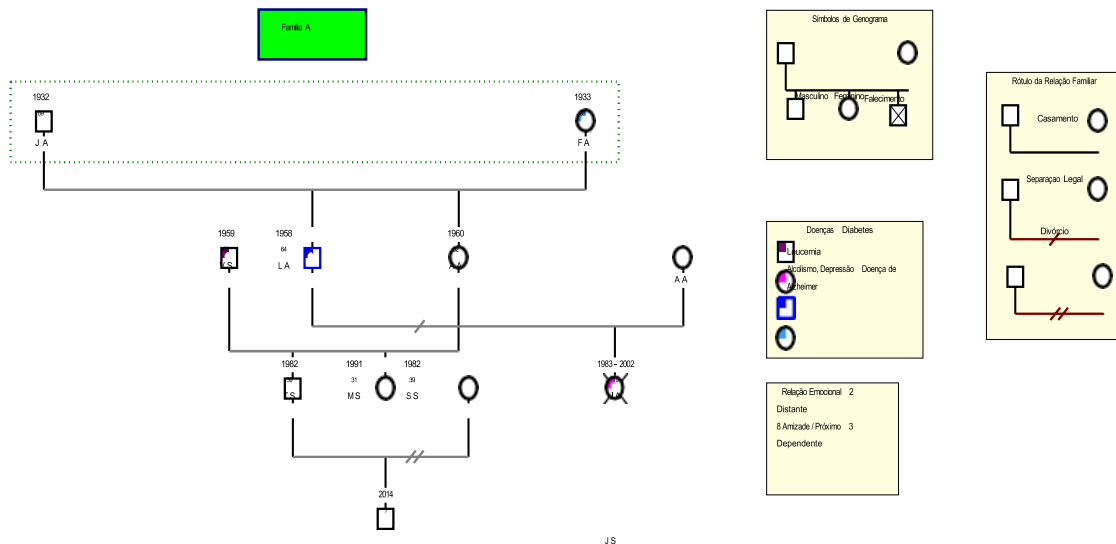 Familia A
1932
1933
J A
F A
1959
1958
1960
64
V S
L A
A A
A A
1982
1991
1982
1983 - 2002
31
39
M S
S S
2014
J S
Símbolos de Genograma
Masculino Feminino Falecimento
Rótulo da Relação Familiar
Casamento
Separaçao Legal
Divórcio
Doenças Diabetes
Leucemia
Alcolismo, Depressão Doença de
Alzheimer
Relação Emocional 2
Distante
8 Amizade / Próximo 3
Dependente